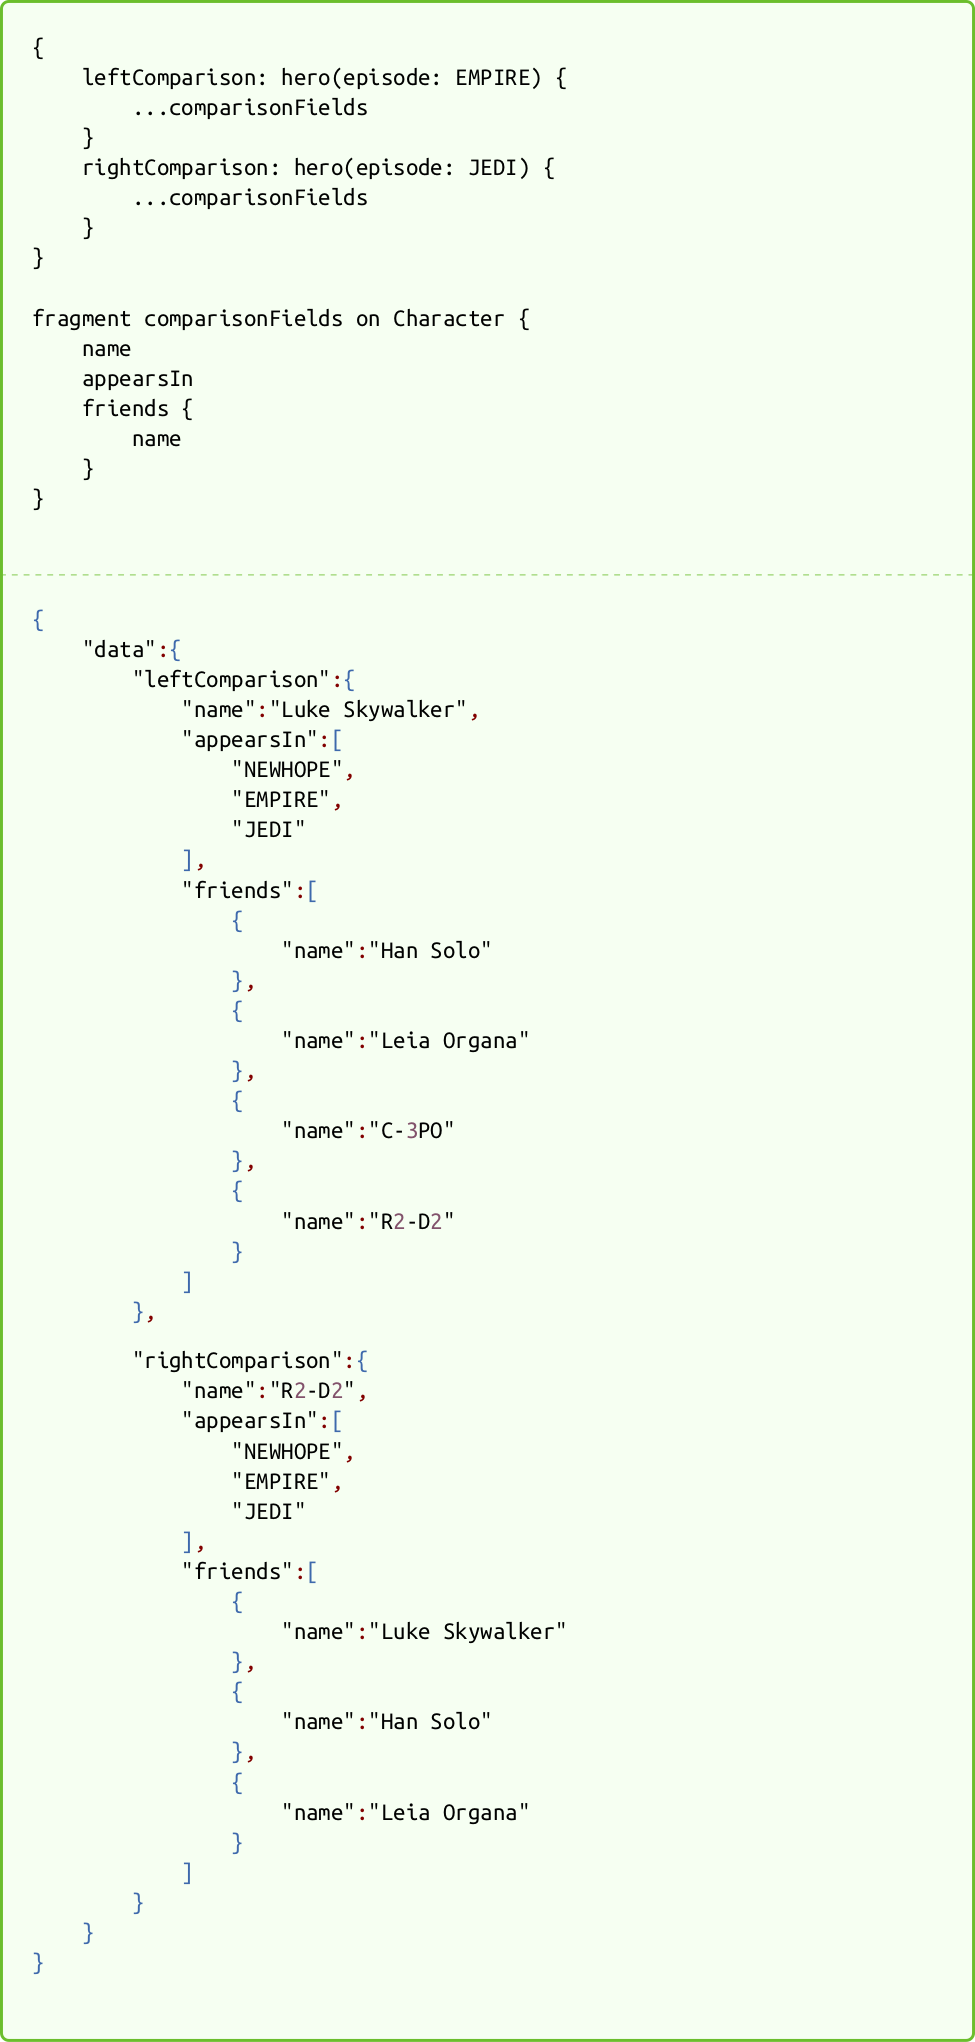 {
    leftComparison: hero(episode: EMPIRE) {
        ...comparisonFields
    }
    rightComparison: hero(episode: JEDI) {
        ...comparisonFields
    }
}

fragment comparisonFields on Character {
    name
    appearsIn
    friends {
        name
    }
}

{
    "data":{
        "leftComparison":{
            "name":"Luke Skywalker",
            "appearsIn":[
                "NEWHOPE",
                "EMPIRE",
                "JEDI"
            ],
            "friends":[
                {
                    "name":"Han Solo"
                },
                {
                    "name":"Leia Organa"
                },
                {
                    "name":"C-3PO"
                },
                {
                    "name":"R2-D2"
                }
            ]
        },
        "rightComparison":{
            "name":"R2-D2",
            "appearsIn":[
                "NEWHOPE",
                "EMPIRE",
                "JEDI"
            ],
            "friends":[
                {
                    "name":"Luke Skywalker"
                },
                {
                    "name":"Han Solo"
                },
                {
                    "name":"Leia Organa"
                }
            ]
        }
    }
}